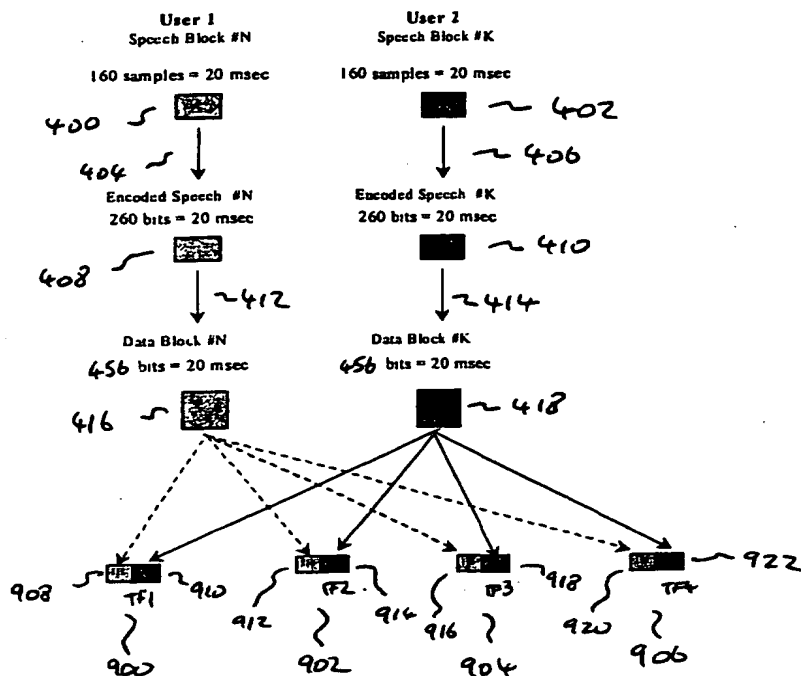 User 1 User 2
Speech Block #N Speech Block #K
160 samples = 20 msec 160 samples = 20 msec
400 402
404 406
Encoded Speech #N Encoded Speech #K
260 bits = 20 msec 260 bits = 20 msec
408 410
412 414
Data Block #N Data Block #K
456 bits = 20 msec 456 bits = 20 msec
416 418
908 910 912 914 916 918 920 922
TF1 TF2 TF3 TF4
900 902 904 906